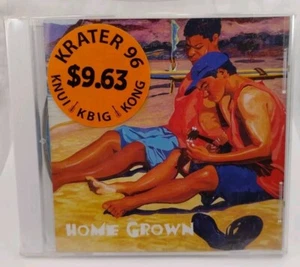 KRATER 96
$9.63
KNUI KBIG KONG
HOME GROWN